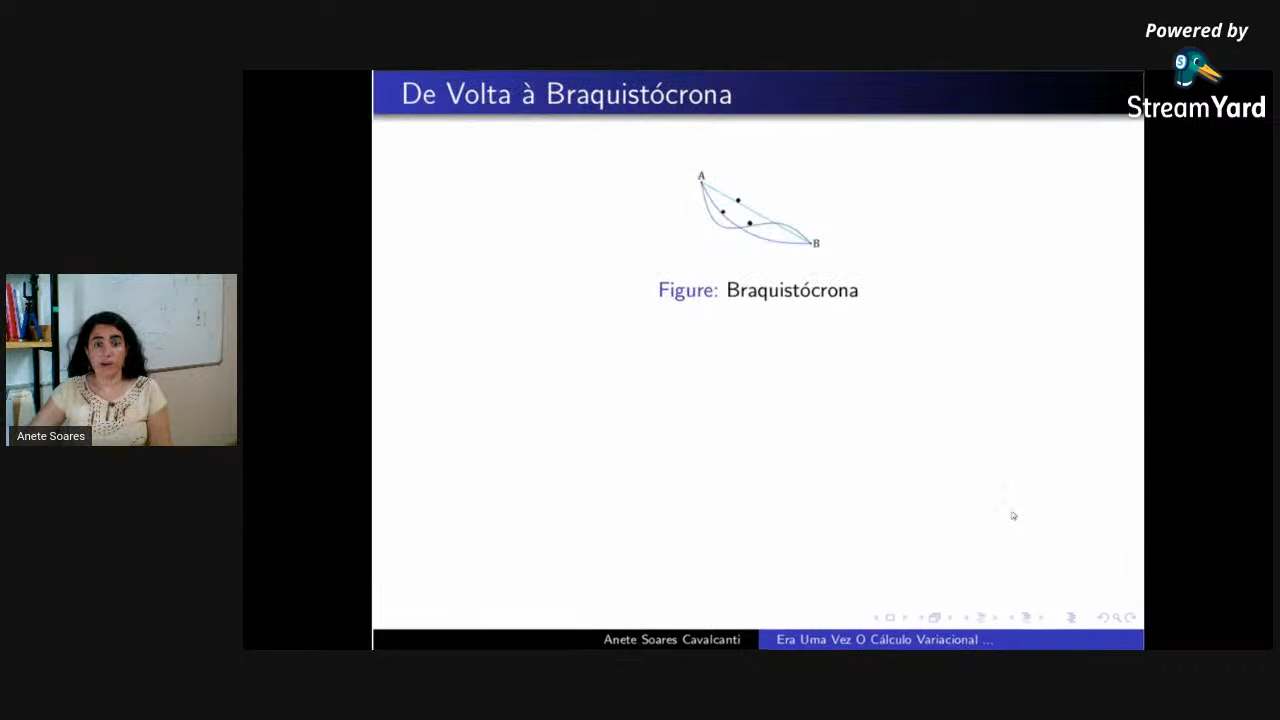 Powered by
StreamYard
De Volta à Braquistócrona
A
B
Figure: Braquistócrona
Anete Soares
Anete Soares Cavalcanti
Era Uma Vez O Cálculo Variacional ...